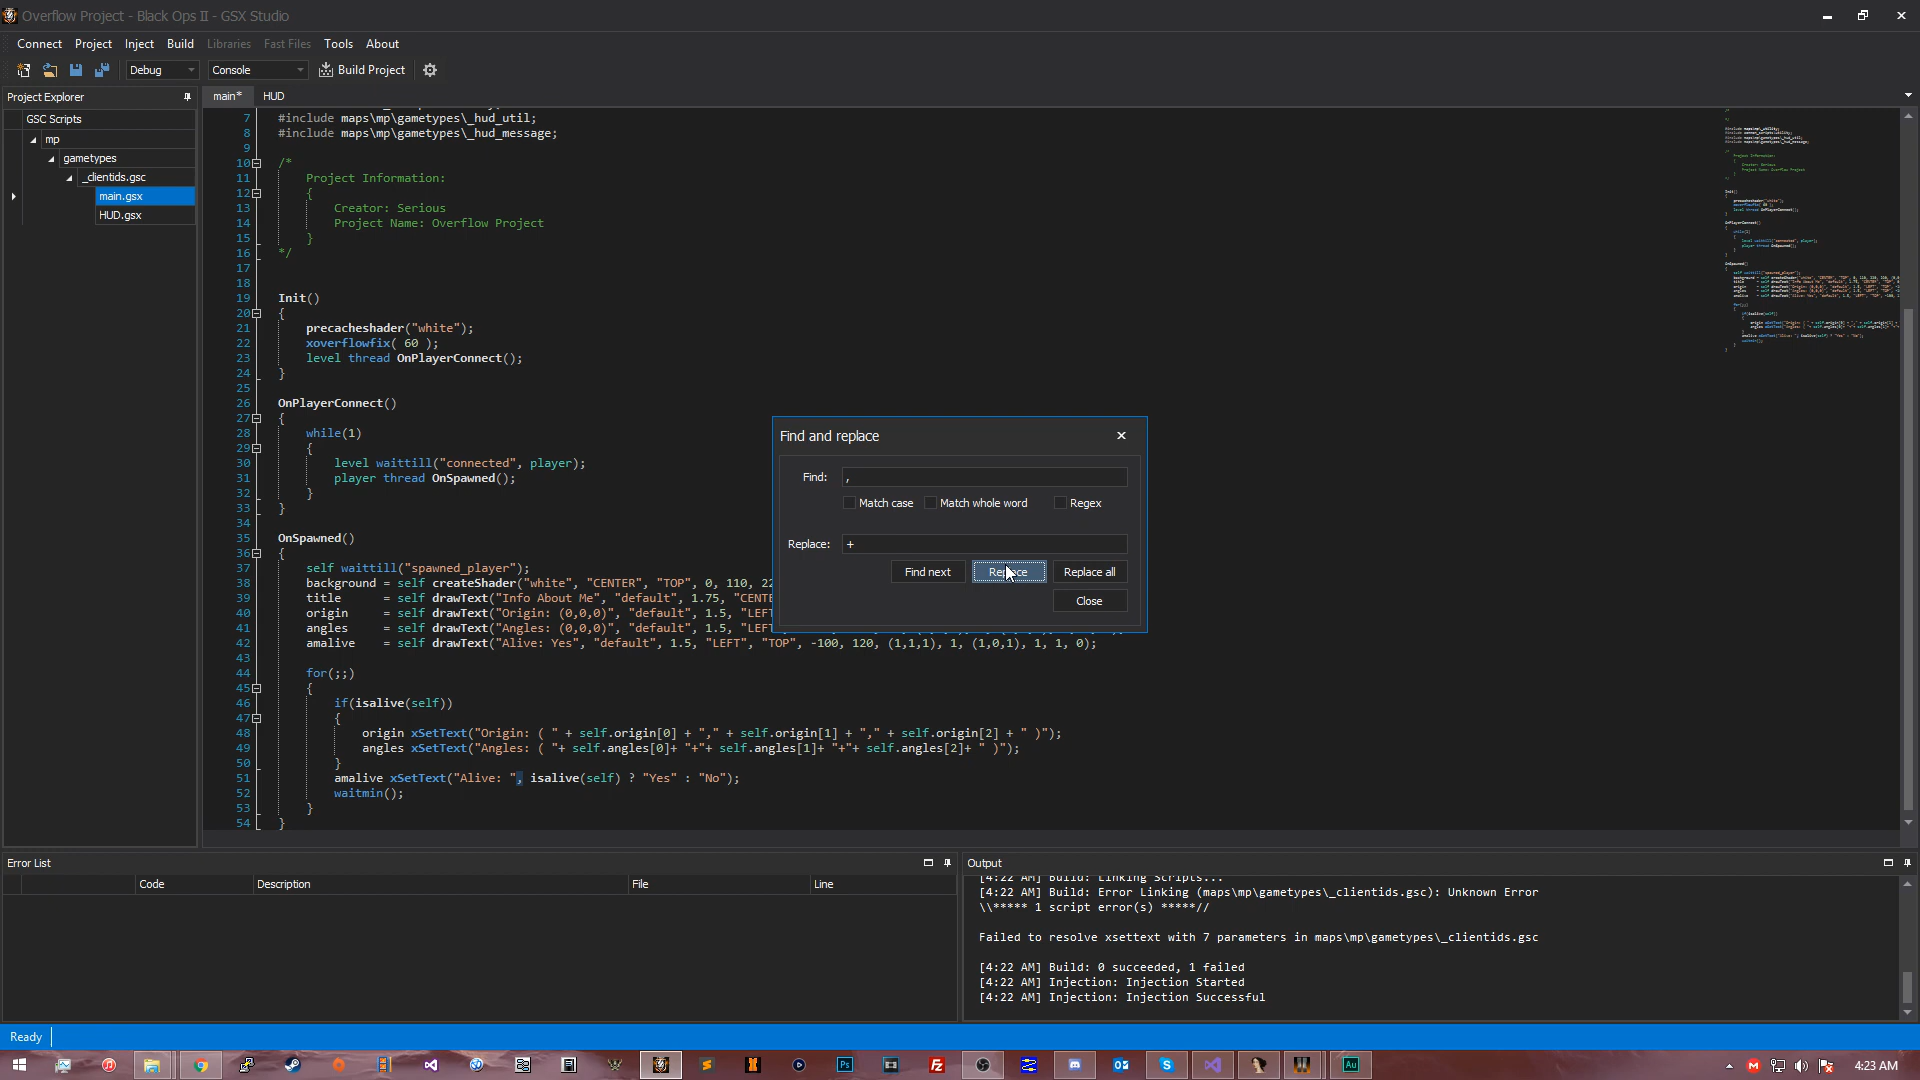 Overflow Project - Black Ops II - GSX Studio
Connect Project Inject Build Libraries Fast Files Tools About
Debug Console Build Project
Project Explorer
main* HUD
GSC Scripts
mp
gametypes
_clientids.gsc
main.gsx
HUD.gsx
7 #include maps\mp\gametypes\_hud_util;
8 #include maps\mp\gametypes\_hud_message;
9
10 /*
11 Project Information:
12 {
13 Creator: Serious
14 Project Name: Overflow Project
15 }
16 */
17
18
19 Init()
20 {
21 precacheshader("white");
22 xoverflowfix( 60 );
23 level thread OnPlayerConnect();
24 }
25
26 OnPlayerConnect()
27 {
28 while(1)
29 {
30 level waittill("connected", player);
31 player thread OnSpawned();
32 }
33 }
34
35 OnSpawned()
36 {
37 self waittill("spawned_player");
38 background = self createShader("white", "CENTER", "TOP", 0, 110, 22
39 title = self drawText("Info About Me", "default", 1.75, "CENTE
40 origin = self drawText("Origin: (0,0,0)", "default", 1.5, "LEFT
41 angles = self drawText("Angles: (0,0,0)", "default", 1.5, "LEFT
42 amalive = self drawText("Alive: Yes", "default", 1.5, "LEFT", "TOP", -100, 120, (1,1,1), 1, (1,0,1), 1, 1, 0);
43
44 for(;;)
45 {
46 if(isalive(self))
47 {
48 origin xSetText("Origin: ( " + self.origin[0] + "," + self.origin[1] + "," + self.origin[2] + " )");
49 angles xSetText("Angles: ( "+ self.angles[0]+ "+"+ self.angles[1]+ "+"+ self.angles[2]+ " )");
50 }
51 amalive xSetText("Alive: ", isalive(self) ? "Yes" : "No");
52 waitmin();
53 }
54 }
Find and replace
Find: ,
Match case Match whole word Regex
Replace: +
Find next Replace Replace all
Close
Error List
Code Description File Line
Output
[4:22 AM] Build: Linking Scripts...
[4:22 AM] Build: Error Linking (maps\mp\gametypes\_clientids.gsc): Unknown Error
\\***** 1 script error(s) *****//
Failed to resolve xsettext with 7 parameters in maps\mp\gametypes\_clientids.gsc
[4:22 AM] Build: 0 succeeded, 1 failed
[4:22 AM] Injection: Injection Started
[4:22 AM] Injection: Injection Successful
Ready
4:23 AM